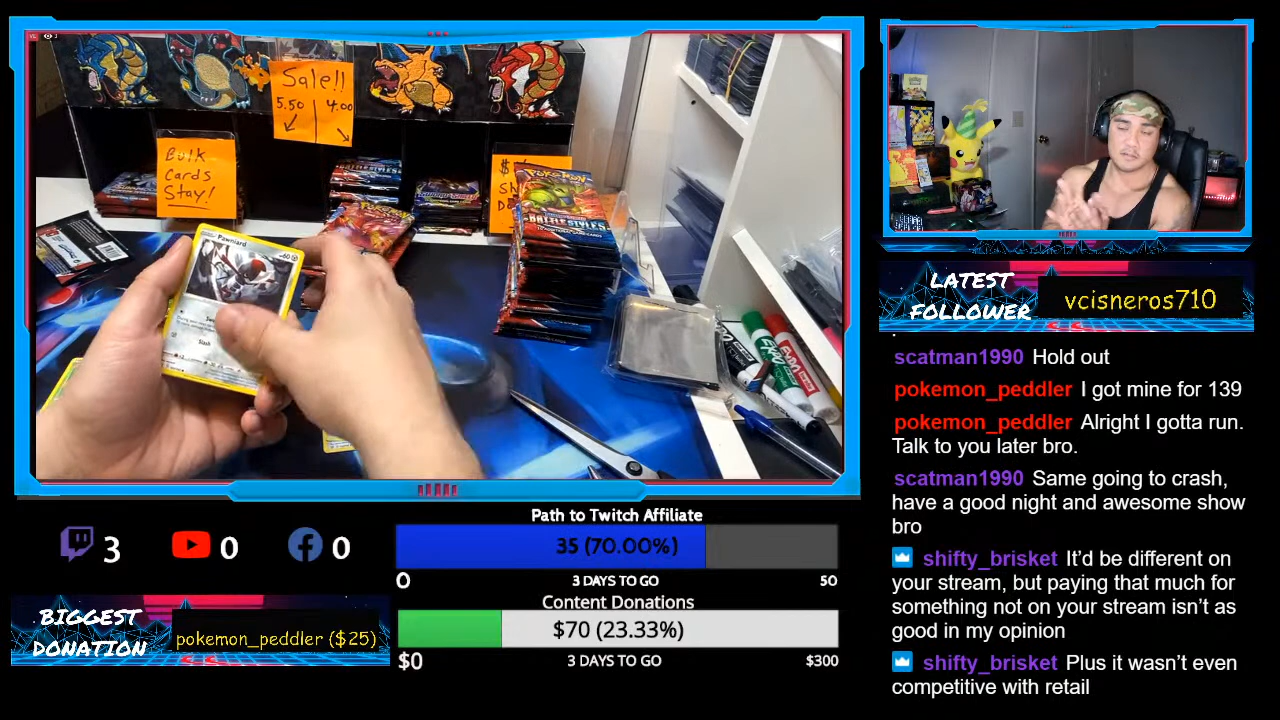 Sale!!
5.50 4.00
Bulk
Cards
Stay!
Pawniard
60
Slash
POKEMON
BATTLE STYLES
EXPO
EXPO
LATEST
FOLLOWER
vcisneros710
scatman1990 Hold out
pokemon_peddler I got mine for 139
pokemon_peddler Alright I gotta run.
Talk to you later bro.
scatman1990 Same going to crash,
have a good night and awesome show
bro
shifty_brisket It’d be different on
your stream, but paying that much for
something not on your stream isn’t as
good in my opinion
shifty_brisket Plus it wasn’t even
competitive with retail
3
0
0
Path to Twitch Affiliate
35 (70.00%)
0 3 DAYS TO GO 50
Content Donations
$70 (23.33%)
$0 3 DAYS TO GO $300
BIGGEST
DONATION
pokemon_peddler ($25)